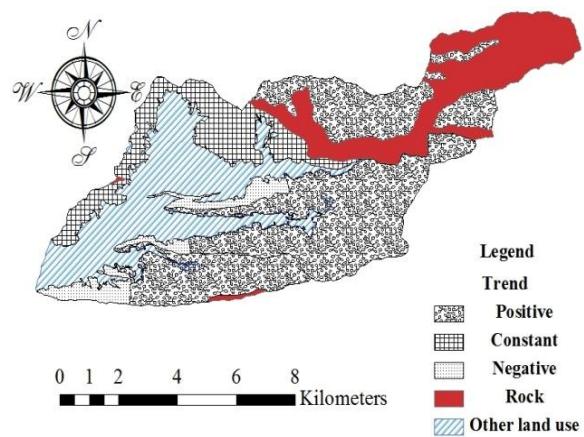 N
W E
S
Legend
Trend
Positive
Constant
Negative
Rock
Other land use
0 1 2 4 6 8
Kilometers